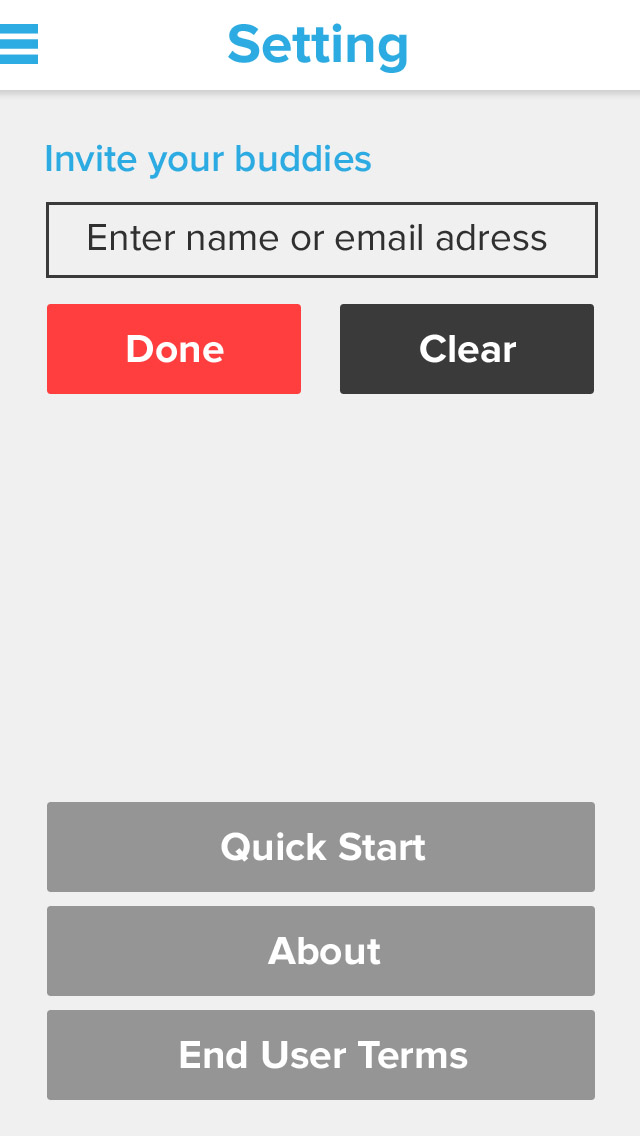 Setting
Invite your buddies
Enter name or email adress
Done
Clear
Quick Start
About
End User Terms